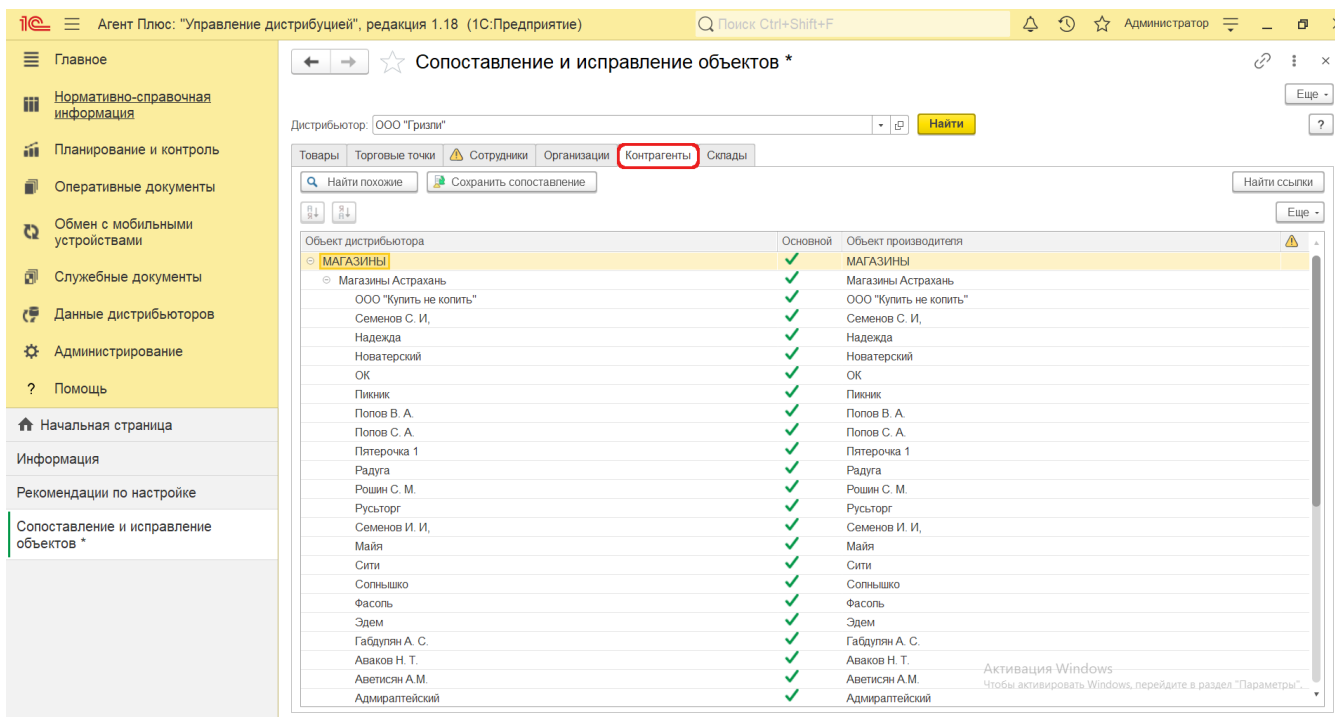 1С Агент Плюс: "Управление дистрибуцией", редакция 1.18 (1С:Предприятие) Поиск Ctrl+Shift+F Администратор
Главное
Нормативно-справочная
информация
Планирование и контроль
Оперативные документы
Обмен с мобильными
устройствами
Служебные документы
Данные дистрибьюторов
Администрирование
? Помощь
Начальная страница
Информация
Рекомендации по настройке
Сопоставление и исправление
объектов *
Сопоставление и исправление объектов *
Еще
Дистрибьютор: ООО "Гризли" Найти ?
Товары Торговые точки Сотрудники Организации Контрагенты Склады
Найти похожие Сохранить сопоставление Найти ссылки
Еще
Объект дистрибьютора Основной Объект производителя
МАГАЗИНЫ МАГАЗИНЫ
Магазины Астрахань Магазины Астрахань
ООО "Купить не копить" ООО "Купить не копить"
Семенов С. И, Семенов С. И,
Надежда Надежда
Новатерский Новатерский
ОК ОК
Пикник Пикник
Попов В. А. Попов В. А.
Попов С. А. Попов С. А.
Пятерочка 1 Пятерочка 1
Радуга Радуга
Рошин С. М. Рошин С. М.
Русьторг Русьторг
Семенов И. И, Семенов И. И,
Майя Майя
Сити Сити
Солнышко Солнышко
Фасоль Фасоль
Эдем Эдем
Габдулян А. С. Габдулян А. С.
Аваков Н. Т. Аваков Н. Т.
Аветисян А.М. Аветисян А.М.
Адмиралтейский Адмиралтейский
Активация Windows
Чтобы активировать Windows, перейдите в раздел "Параметры".